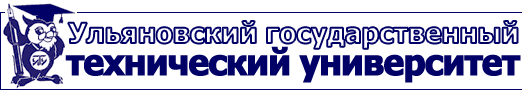 Ульяновский государственный
технический университет